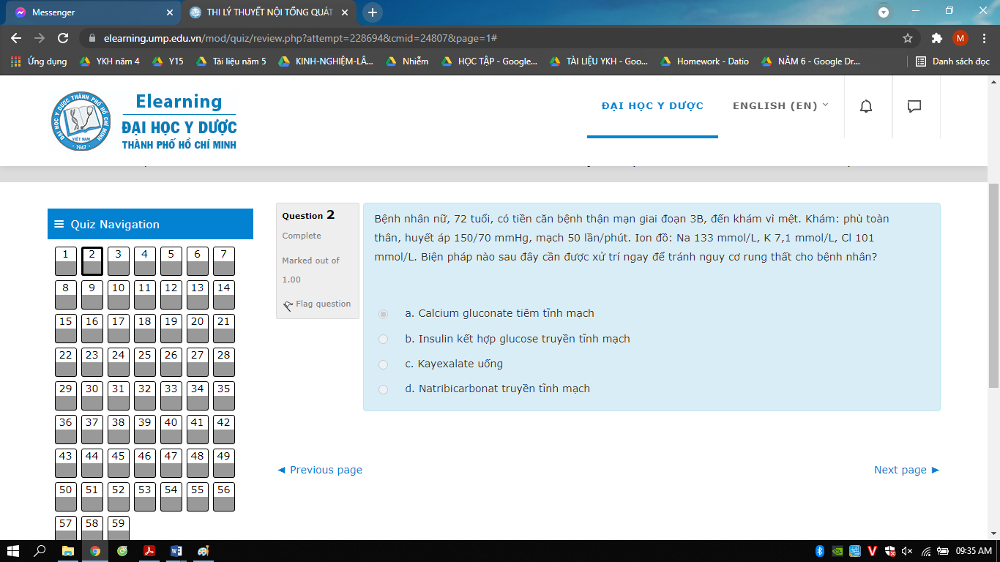 Messenger
THI LÝ THUYẾT NỘI TỔNG QUÁT
elearning.ump.edu.vn/mod/quiz/review.php?attempt=228694&cmid=24807&page=1#
M
Ứng dụng
YKH năm 4
Y15
Tài liệu năm 5
KINH-NGHIỆM-LÂ...
Nhiễm
HỌC TẬP - Google...
TÀI LIỆU YKH - Goo...
Homework - Datio
NĂM 6 - Google Dr...
Danh sách đọc
ĐẠI HỌC Y DƯỢC THÀNH PHỐ HỒ CHÍ MINH
VIỆT NAM
1947
Elearning
ĐẠI HỌC Y DƯỢC
THÀNH PHỐ HỒ CHÍ MINH
ĐẠI HỌC Y DƯỢC
ENGLISH (EN)
Quiz Navigation
1 2 3 4 5 6 7
8 9 10 11 12 13 14
15 16 17 18 19 20 21
22 23 24 25 26 27 28
29 30 31 32 33 34 35
36 37 38 39 40 41 42
43 44 45 46 47 48 49
50 51 52 53 54 55 56
57 58 59
Question 2
Complete
Marked out of
1.00
Flag question
Bệnh nhân nữ, 72 tuổi, có tiền căn bệnh thận mạn giai đoạn 3B, đến khám vì mệt. Khám: phù toàn
thân, huyết áp 150/70 mmHg, mạch 50 lần/phút. Ion đồ: Na 133 mmol/L, K 7,1 mmol/L, Cl 101
mmol/L. Biện pháp nào sau đây cần được xử trí ngay để tránh nguy cơ rung thất cho bệnh nhân?
a. Calcium gluconate tiêm tĩnh mạch
b. Insulin kết hợp glucose truyền tĩnh mạch
c. Kayexalate uống
d. Natribicarbonat truyền tĩnh mạch
◄ Previous page
Next page ►
09:35 AM